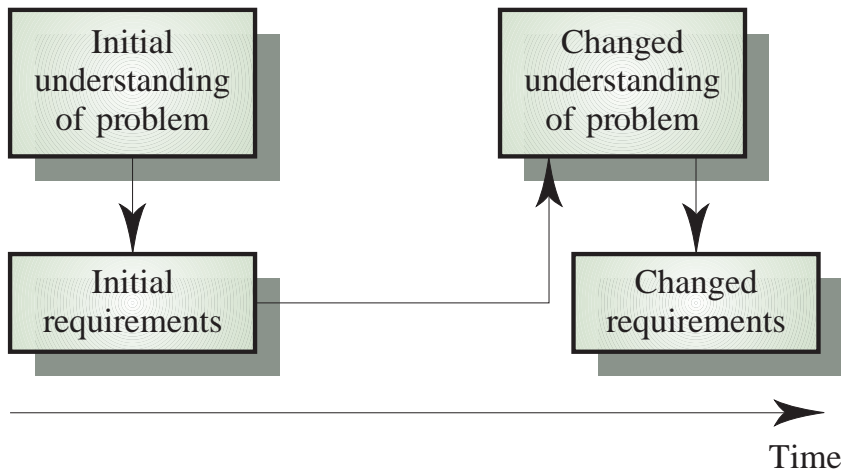 Initial
understanding
of problem
Changed
understanding
of problem
Initial
requirements
Changed
requirements
Time